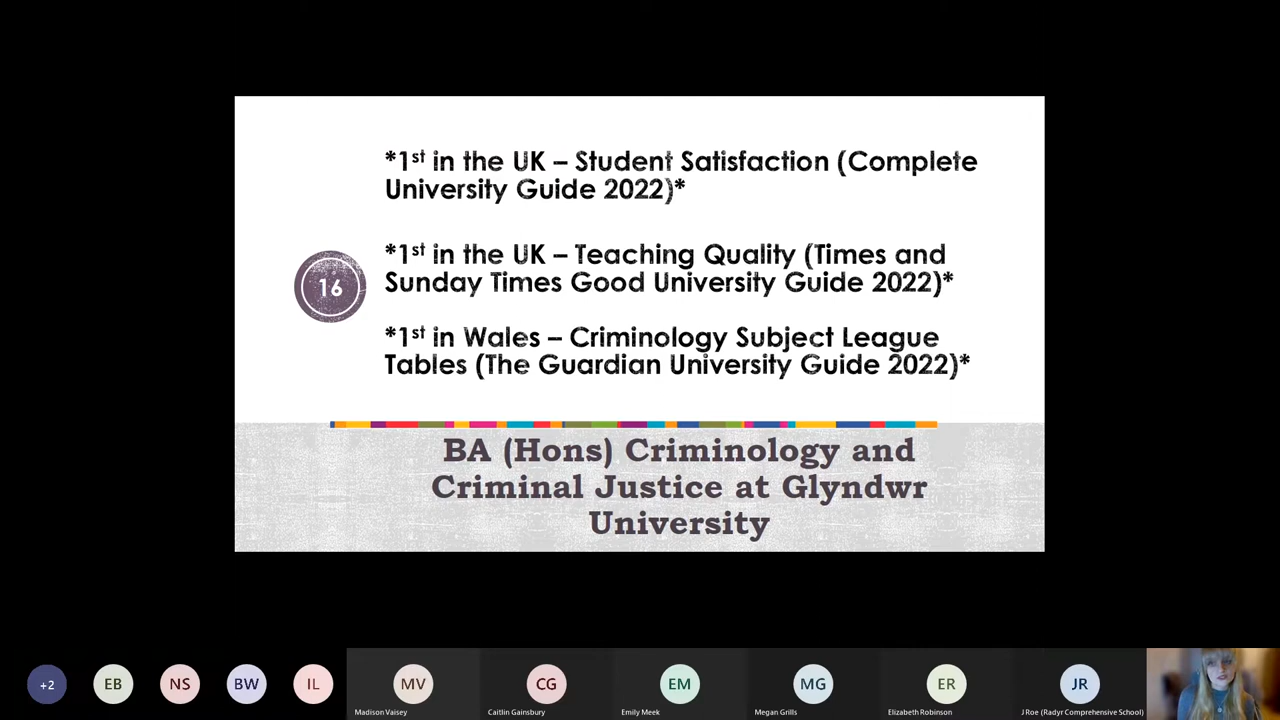 *1st in the UK – Student Satisfaction (Complete
University Guide 2022)*
*1st in the UK – Teaching Quality (Times and
Sunday Times Good University Guide 2022)*
16
*1st in Wales – Criminology Subject League
Tables (The Guardian University Guide 2022)*
BA (Hons) Criminology and
Criminal Justice at Glyndwr
University
+2
EB
NS
BW
IL
MV
CG
EM
MG
ER
JR
Madison Vaisey
Caitlin Gainsbury
Emily Meek
Megan Grills
Elizabeth Robinson
J Roe (Radyr Comprehensive School)